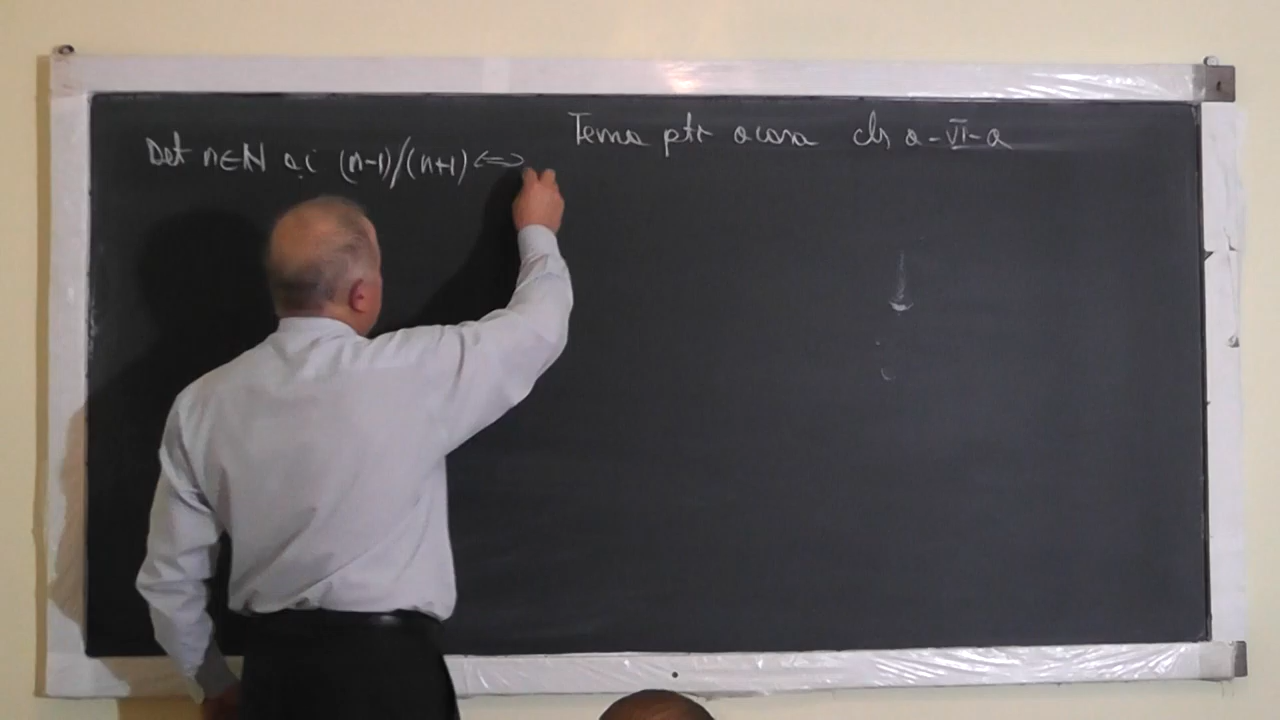 Tema ptr acasa cls a-VI-a
Det n∈N a.i (n-1)/(n+1) <=>